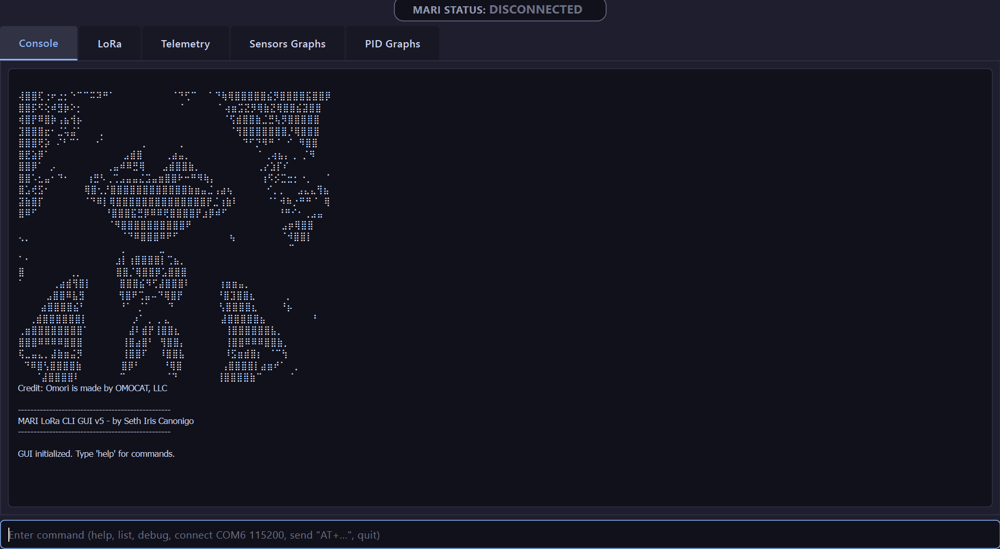 MARI STATUS: DISCONNECTED
Console
LoRa
Telemetry
Sensors Graphs
PID Graphs
Credit: Omori is made by OMOCAT, LLC
-------------------------------------------------
MARI LoRa CLI GUI v5 - by Seth Iris Canonigo
-------------------------------------------------
GUI initialized. Type 'help' for commands.
Enter command (help, list, debug, connect COM6 115200, send "AT+...", quit)